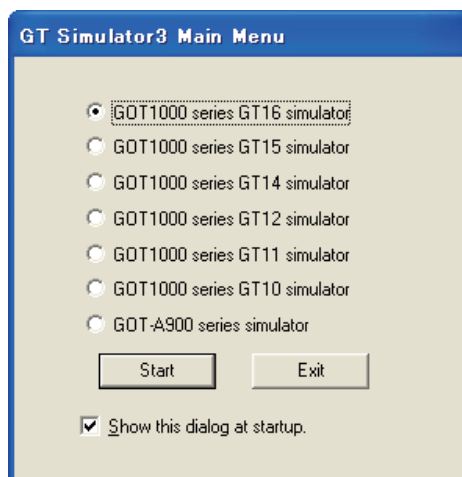 GT Simulator3 Main Menu
GOT1000 series GT16 simulator
GOT1000 series GT15 simulator
GOT1000 series GT14 simulator
GOT1000 series GT12 simulator
GOT1000 series GT11 simulator
GOT1000 series GT10 simulator
GOT-A900 series simulator
Start Exit
Show this dialog at startup.